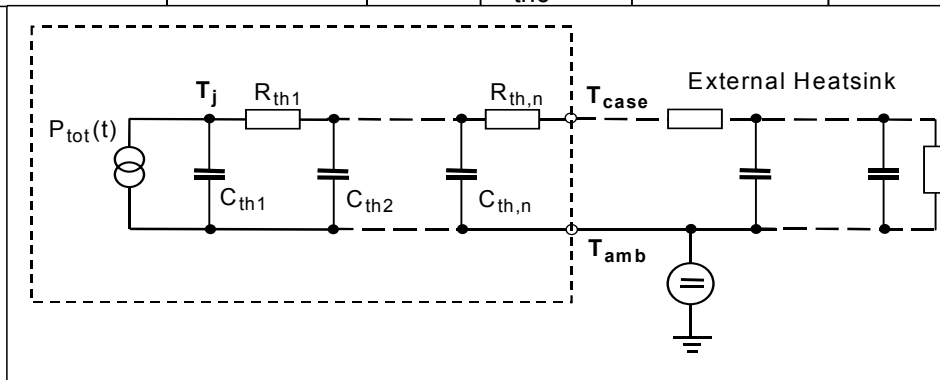 External Heatsink
T_j R_th1 R_th,n T_case
P_tot(t)
C_th1 C_th2 C_th,n
T_amb